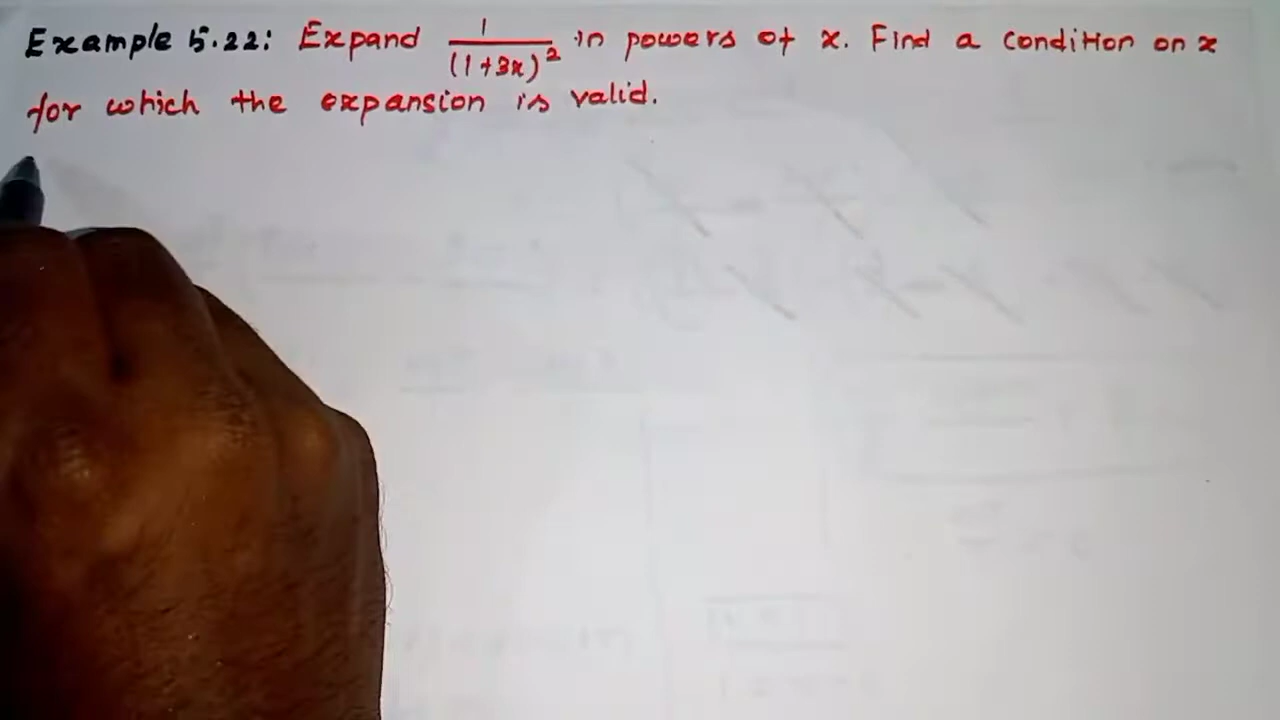 Example 5.22: Expand 1/(1+3x)² in powers of x. Find a condition on x
for which the expansion is valid.